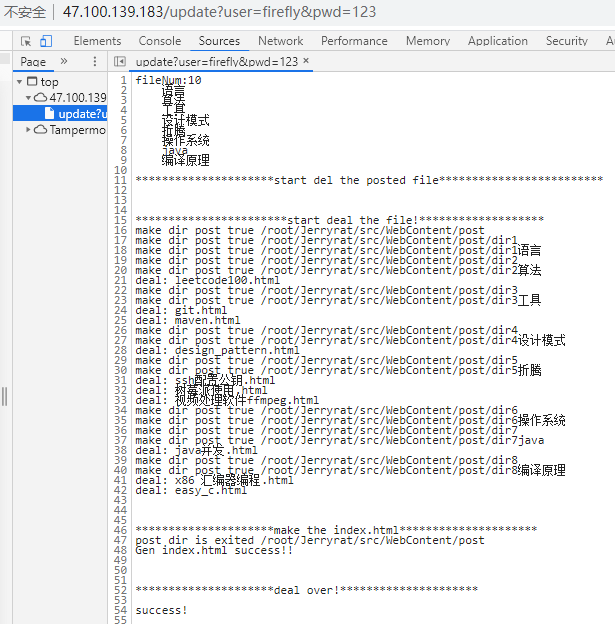 不安全 | 47.100.139.183/update?user=firefly&pwd=123
Elements Console Sources Network Performance Memory Application Security
Page » ⋮ update?user=firefly&pwd=123 ×
top
47.100.139
update?u
Tampermo
1 fileNum:10
2 语言
3 算法
4 工具
5 设计模式
6 折腾
7 操作系统
8 java
9 编译原理
10
11 *********************start del the posted file*************************
12
13
14
15 ***********************start deal the file!*******************
16 make dir post true /root/Jerryrat/src/WebContent/post
17 make dir post true /root/Jerryrat/src/WebContent/post/dir1
18 make dir post true /root/Jerryrat/src/WebContent/post/dir1语言
19 make dir post true /root/Jerryrat/src/WebContent/post/dir2
20 make dir post true /root/Jerryrat/src/WebContent/post/dir2算法
21 deal: leetcode100.html
22 make dir post true /root/Jerryrat/src/WebContent/post/dir3
23 make dir post true /root/Jerryrat/src/WebContent/post/dir3工具
24 deal: git.html
25 deal: maven.html
26 make dir post true /root/Jerryrat/src/WebContent/post/dir4
27 make dir post true /root/Jerryrat/src/WebContent/post/dir4设计模式
28 deal: design_pattern.html
29 make dir post true /root/Jerryrat/src/WebContent/post/dir5
30 make dir post true /root/Jerryrat/src/WebContent/post/dir5折腾
31 deal: ssh配置公钥.html
32 deal: 树莓派使用.html
33 deal: 视频处理软件ffmpeg.html
34 make dir post true /root/Jerryrat/src/WebContent/post/dir6
35 make dir post true /root/Jerryrat/src/WebContent/post/dir6操作系统
36 make dir post true /root/Jerryrat/src/WebContent/post/dir7
37 make dir post true /root/Jerryrat/src/WebContent/post/dir7java
38 deal: java开发.html
39 make dir post true /root/Jerryrat/src/WebContent/post/dir8
40 make dir post true /root/Jerryrat/src/WebContent/post/dir8编译原理
41 deal: x86 汇编器编程.html
42 deal: easy_c.html
43
44
45
46 *********************make the index.html*********************
47 post dir is exited /root/Jerryrat/src/WebContent/post
48 Gen index.html success!!
49
50
51
52 *********************deal over!*********************
53
54 success!
55